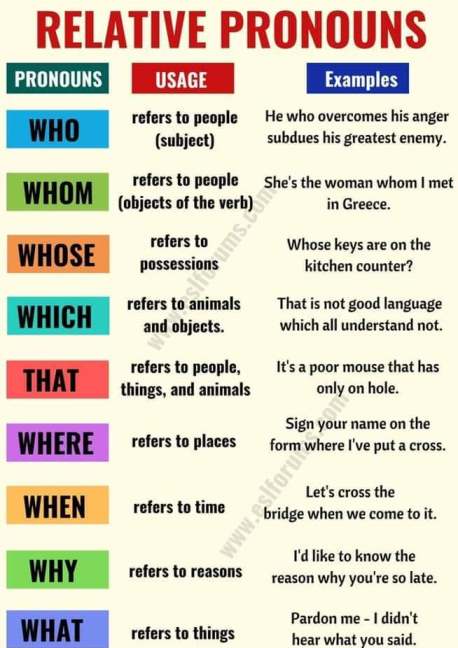 RELATIVE PRONOUNS
PRONOUNS USAGE Examples
WHO
refers to people
(subject)
He who overcomes his anger
subdues his greatest enemy.
WHOM
refers to people
(objects of the verb)
She's the woman whom I met
in Greece.
WHOSE
refers to
possessions
Whose keys are on the
kitchen counter?
WHICH
refers to animals
and objects.
That is not good language
which all understand not.
THAT
refers to people,
things, and animals
It's a poor mouse that has
only on hole.
WHERE
refers to places
Sign your name on the
form where I've put a cross.
WHEN
refers to time
Let's cross the
bridge when we come to it.
WHY
refers to reasons
I'd like to know the
reason why you're so late.
WHAT
refers to things
Pardon me - I didn't
hear what you said.
www.eslforums.com
www.eslforums.com